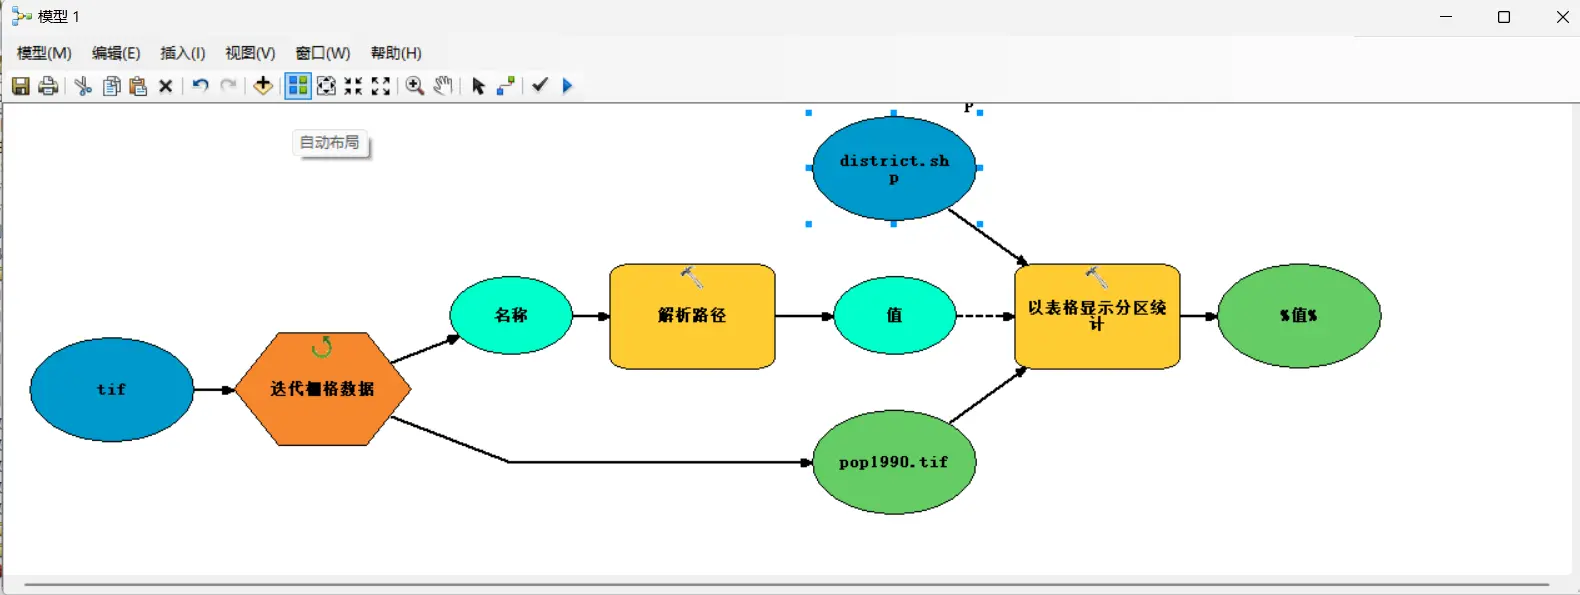 模型 1
模型(M) 编辑(E) 插入(I) 视图(V) 窗口(W) 帮助(H)
自动布局
P
district.sh
p
名称
解析路径
值
以表格显示分区统
计
%值%
tif
迭代栅格数据
pop1990.tif